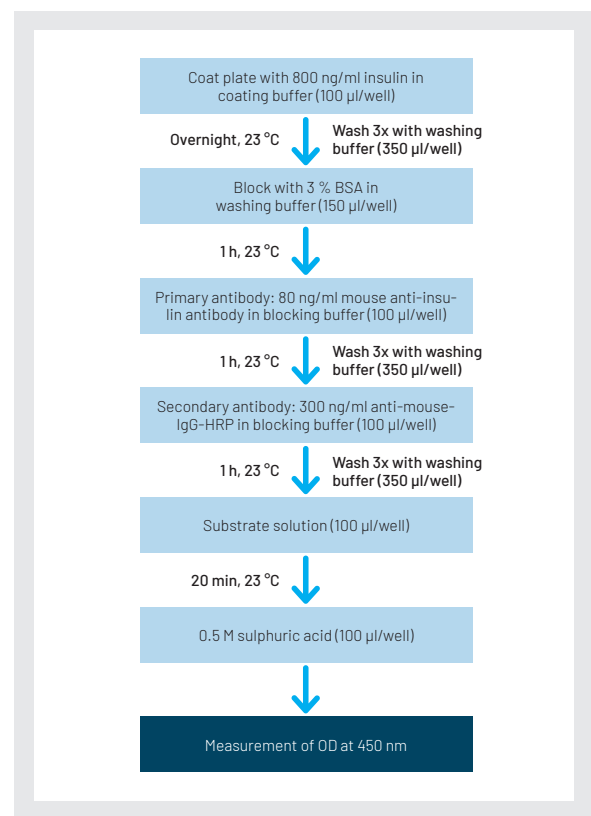 Coat plate with 800 ng/ml insulin in
coating buffer (100 µl/well)
Overnight, 23 °C
Wash 3x with washing
buffer (350 µl/well)
Block with 3 % BSA in
washing buffer (150 µl/well)
1 h, 23 °C
Primary antibody: 80 ng/ml mouse anti-insu-
lin antibody in blocking buffer (100 µl/well)
1 h, 23 °C
Wash 3x with washing
buffer (350 µl/well)
Secondary antibody: 300 ng/ml anti-mouse-
IgG-HRP in blocking buffer (100 µl/well)
1 h, 23 °C
Wash 3x with washing
buffer (350 µl/well)
Substrate solution (100 µl/well)
20 min, 23 °C
0.5 M sulphuric acid (100 µl/well)
Measurement of OD at 450 nm